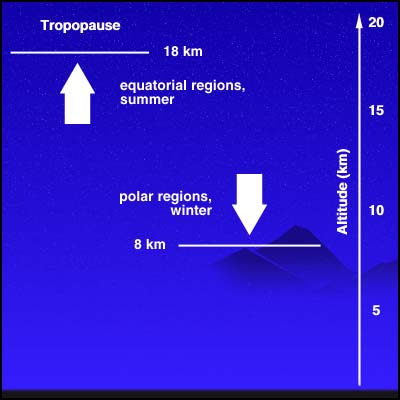 Tropopause
20
18 km
equatorial regions,
summer
15
Altitude (km)
polar regions,
winter
10
8 km
5